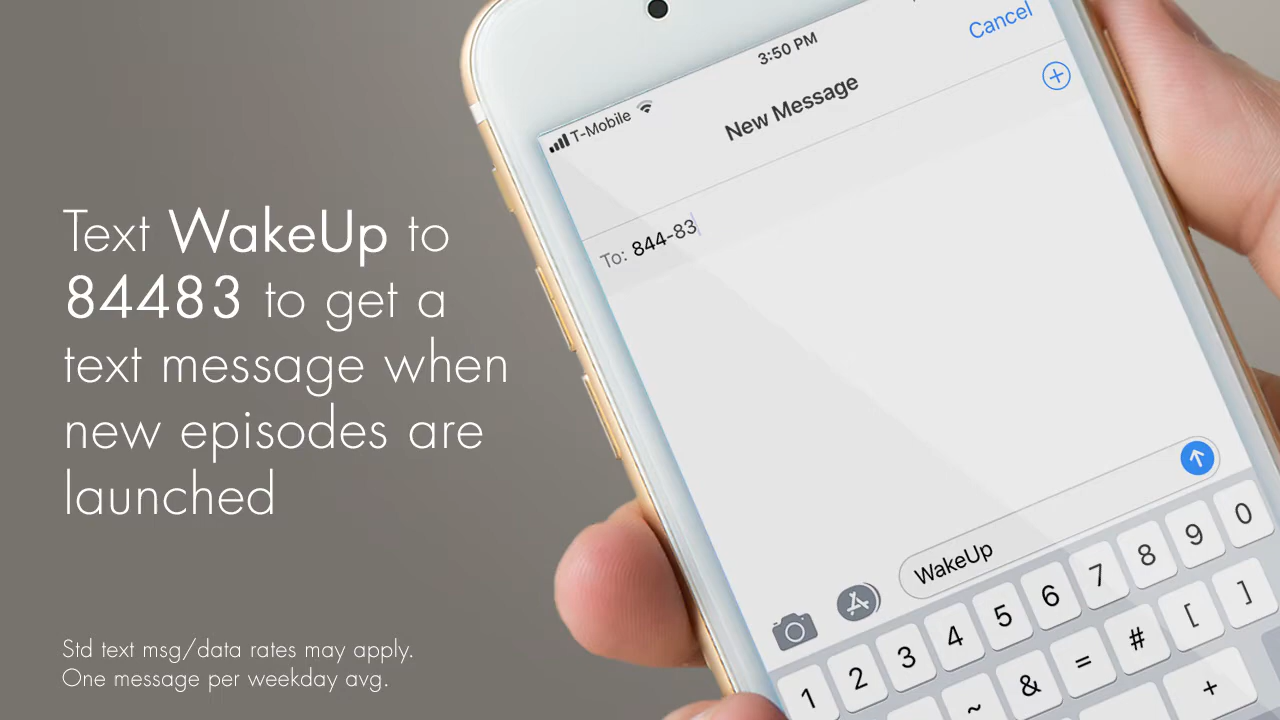 Text WakeUp to
84483 to get a
text message when
new episodes are
launched
Std text msg/data rates may apply.
One message per weekday avg.
T-Mobile
3:50 PM
Cancel
New Message
To: 844-83
WakeUp
1 2 3 4 5 6 7 8 9 0
~ & = # [ ]
+